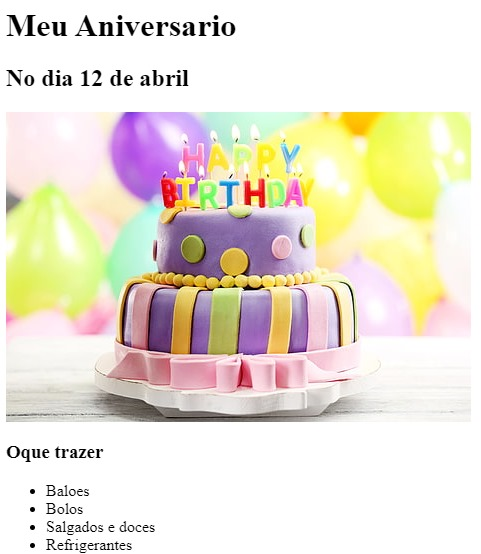 Meu Aniversario
No dia 12 de abril
HAPPY
BIRTHDAY
Oque trazer
Baloes
Bolos
Salgados e doces
Refrigerantes